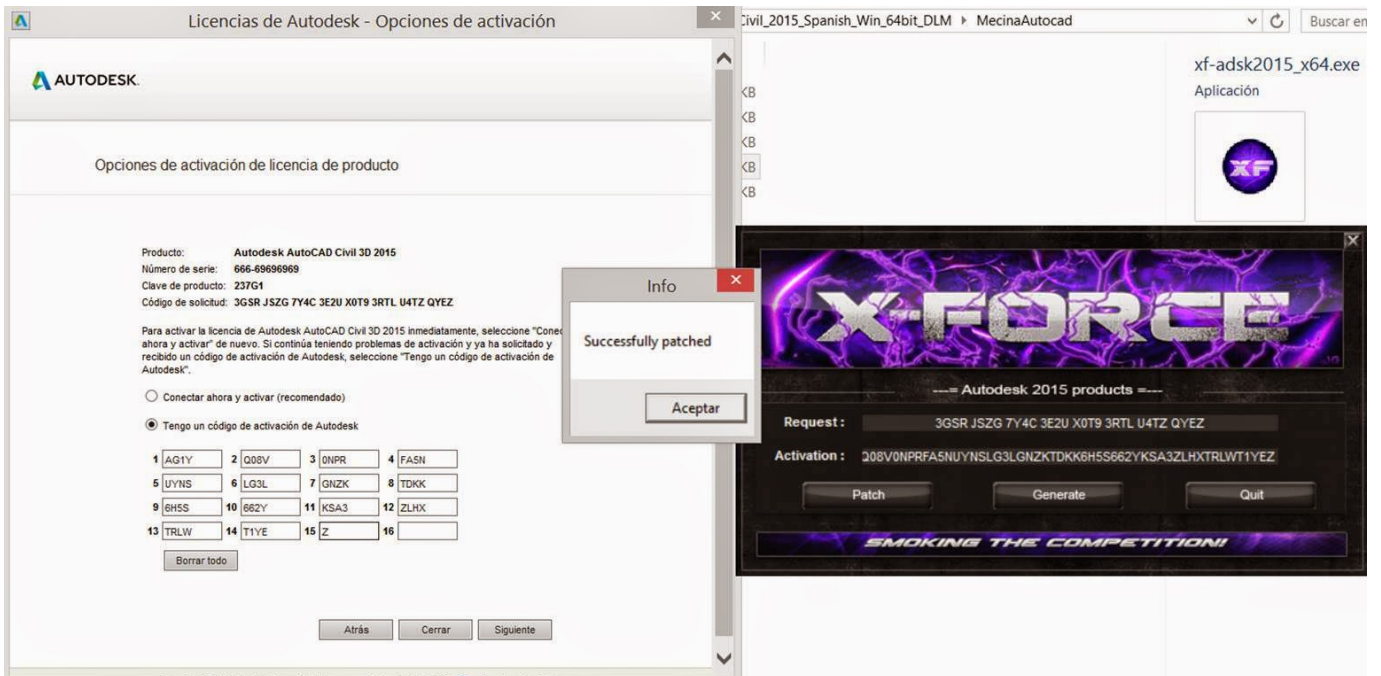 Licencias de Autodesk - Opciones de activación
AUTODESK.
Opciones de activación de licencia de producto
Producto: Autodesk AutoCAD Civil 3D 2015
Número de serie: 666-69696969
Clave de producto: 237G1
Código de solicitud: 3GSR JSZG 7Y4C 3E2U X0T9 3RTL U4TZ QYEZ
Para activar la licencia de Autodesk AutoCAD Civil 3D 2015 inmediatamente, seleccione "Conec
ahora y activar" de nuevo. Si continúa teniendo problemas de activación y ya ha solicitado y
recibido un código de activación de Autodesk, seleccione "Tengo un código de activación de
Autodesk".
Conectar ahora y activar (recomendado)
Tengo un código de activación de Autodesk
1 AG1Y 2 Q08V 3 0NPR 4 FA5N
5 UYNS 6 LG3L 7 GNZK 8 TDKK
9 6H5S 10 662Y 11 KSA3 12 ZLHX
13 TRLW 14 T1YE 15 Z 16
Borrar todo
Atrás Cerrar Siguiente
Info
Successfully patched
Aceptar
Civil_2015_Spanish_Win_64bit_DLM MecinaAutocad
Buscar en
KB
KB
KB
KB
KB
xf-adsk2015_x64.exe
Aplicación
XF
X-FORCE
---= Autodesk 2015 products =---
Request : 3GSR JSZG 7Y4C 3E2U X0T9 3RTL U4TZ QYEZ
Activation : Q08V0NPRFA5NUYNSLG3LGNZKTDKK6H5S662YKSA3ZLHXTRLWT1YEZ
Patch Generate Quit
SMOKING THE COMPETITION!